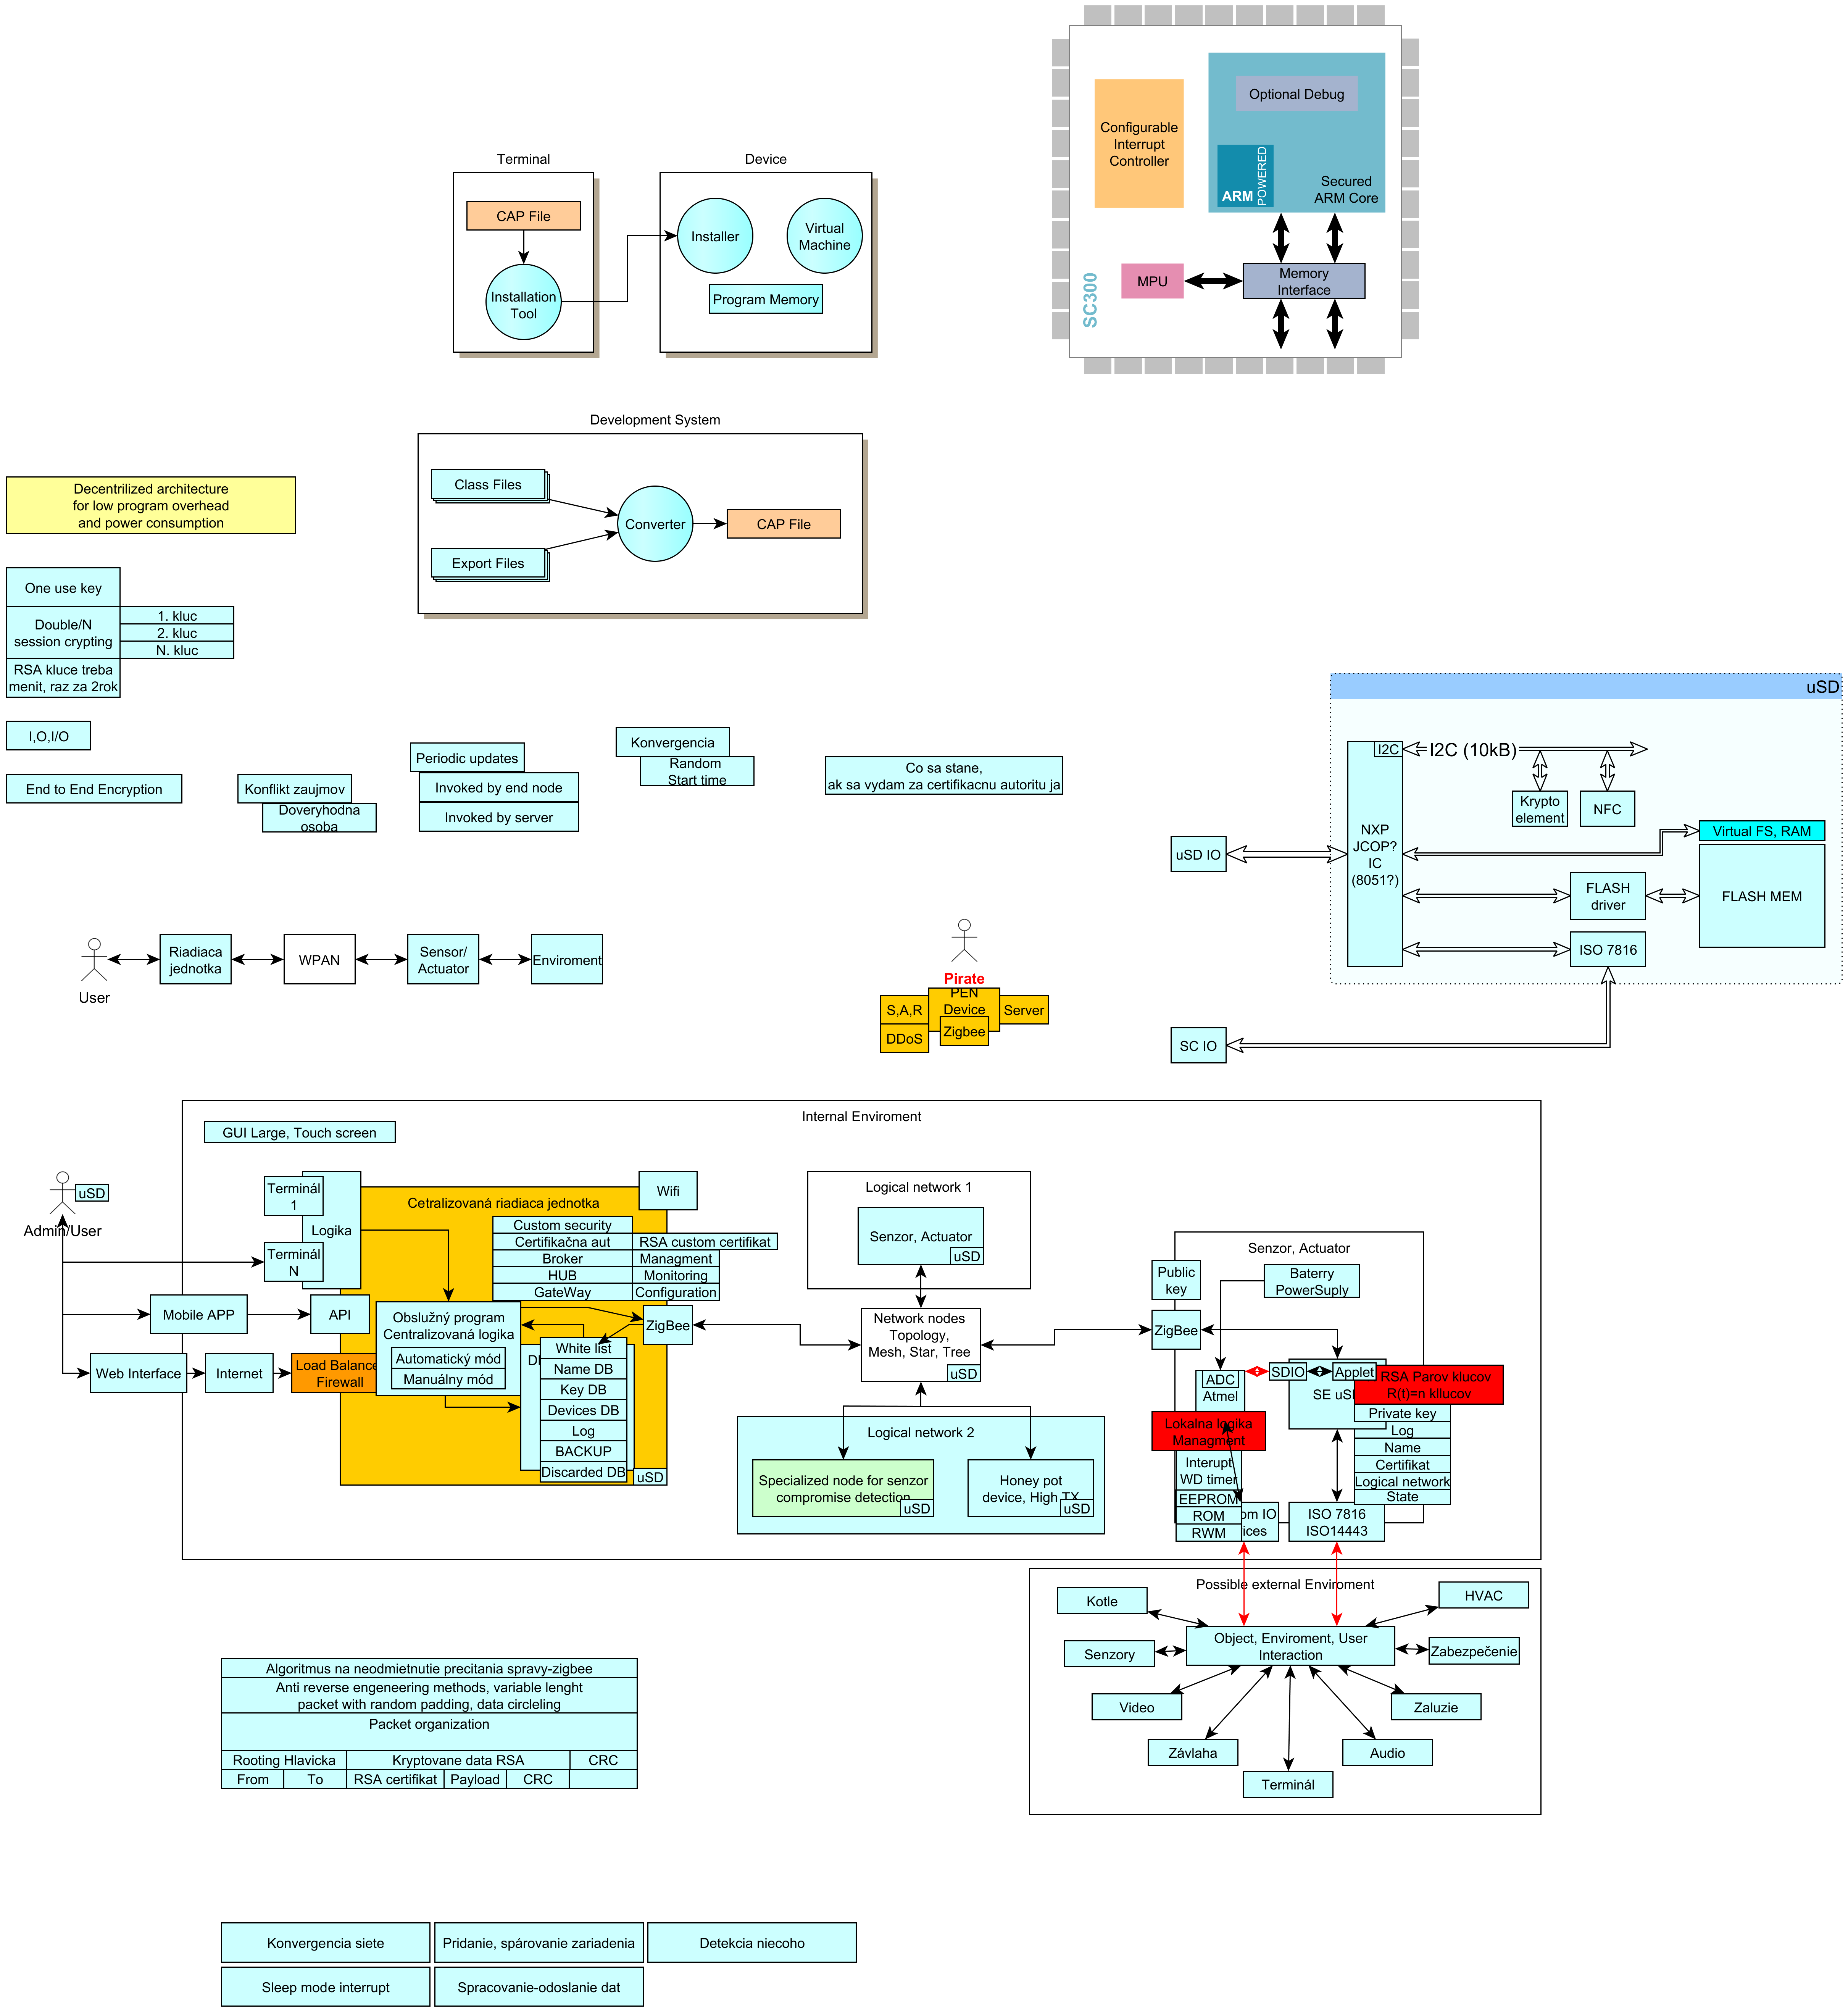 Optional Debug
Configurable
Interrupt
Controller
ARM
POWERED
Secured
ARM Core
MPU
Memory
Interface
SC300
Terminal
CAP File
Installation
Tool
Device
Installer
Virtual
Machine
Program Memory
Development System
Class Files
Export Files
Converter
CAP File
Decentrilized architecture
for low program overhead
and power consumption
One use key
Double/N
session crypting
1. kluc
2. kluc
N. kluc
RSA kluce treba
menit, raz za 2rok
I,O,I/O
End to End Encryption
Konflikt zaujmov
Doveryhodna
osoba
Periodic updates
Invoked by end node
Invoked by server
Konvergencia
Random
Start time
Co sa stane,
ak sa vydam za certifikacnu autoritu ja
uSD
I2C
I2C (10kB)
Krypto
element
NFC
NXP
JCOP?
IC
(8051?)
Virtual FS, RAM
FLASH
driver
FLASH MEM
ISO 7816
uSD IO
SC IO
User
Riadiaca
jednotka
WPAN
Sensor/
Actuator
Enviroment
Pirate
S,A,R
PEN
Device
Server
DDoS
Zigbee
Internal Enviroment
GUI Large, Touch screen
uSD
Admin/User
Terminál
1
Logika
Terminál
N
Mobile APP
API
Web Interface
Internet
Load Balance
Firewall
Cetralizovaná riadiaca jednotka
Wifi
Custom security
Certifikačna aut
RSA custom certifikat
Broker
Managment
HUB
Monitoring
GateWay
Configuration
Obslužný program
Centralizovaná logika
Automatický mód
Manuálny mód
ZigBee
White list
Name DB
Key DB
Devices DB
Log
BACKUP
Discarded DB
uSD
Logical network 1
Senzor, Actuator
uSD
Network nodes
Topology,
Mesh, Star, Tree
uSD
Logical network 2
Specialized node for senzor
compromise detection
uSD
Honey pot
device, High TX
uSD
Senzor, Actuator
Public
key
Baterry
PowerSuply
ZigBee
ADC
Atmel
SDIO
Applet
SE uS
RSA Parov klucov
R(t)=n kllucov
Lokalna logika
Managment
Private key
Log
Name
Certifikat
Logical network
State
Interupt
WD timer
EEPROM
ROM
RWM
om IO
ices
ISO 7816
ISO14443
Possible external Enviroment
Kotle
HVAC
Object, Enviroment, User
Interaction
Senzory
Zabezpečenie
Video
Zaluzie
Závlaha
Audio
Terminál
Algoritmus na neodmietnutie precitania spravy-zigbee
Anti reverse engeneering methods, variable lenght
packet with random padding, data circleling
Packet organization
Rooting Hlavicka
Kryptovane data RSA
CRC
From
To
RSA certifikat
Payload
CRC
Konvergencia siete
Pridanie, spárovanie zariadenia
Detekcia niecoho
Sleep mode interrupt
Spracovanie-odoslanie dat